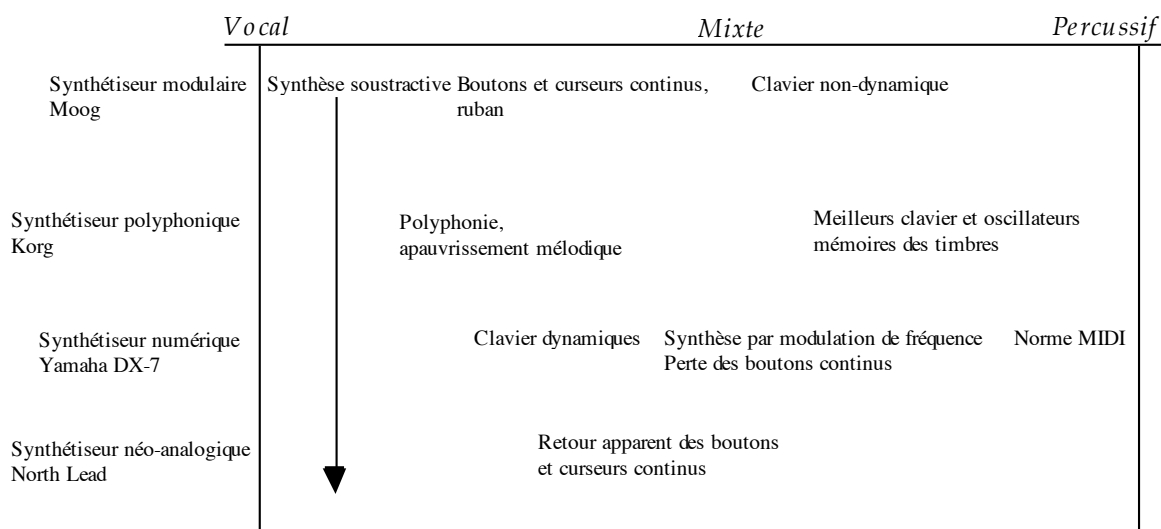 Vocal Mixte Percussif
Synthétiseur modulaire
Moog
Synthèse soustractive
Boutons et curseurs continus,
ruban
Clavier non-dynamique
Synthétiseur polyphonique
Korg
Polyphonie,
apauvrissement mélodique
Meilleurs clavier et oscillateurs
mémoires des timbres
Synthétiseur numérique
Yamaha DX-7
Clavier dynamiques
Synthèse par modulation de fréquence
Perte des boutons continus
Norme MIDI
Synthétiseur néo-analogique
North Lead
Retour apparent des boutons
et curseurs continus